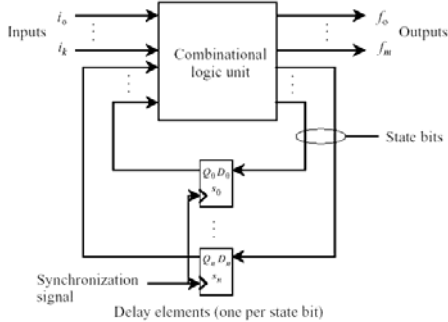 Inputs
i₀
iₖ
Combinational
logic unit
f₀
fₘ
Outputs
State bits
Q₀ D₀
s₀
Qₙ Dₙ
sₙ
Synchronization
signal
Delay elements (one per state bit)